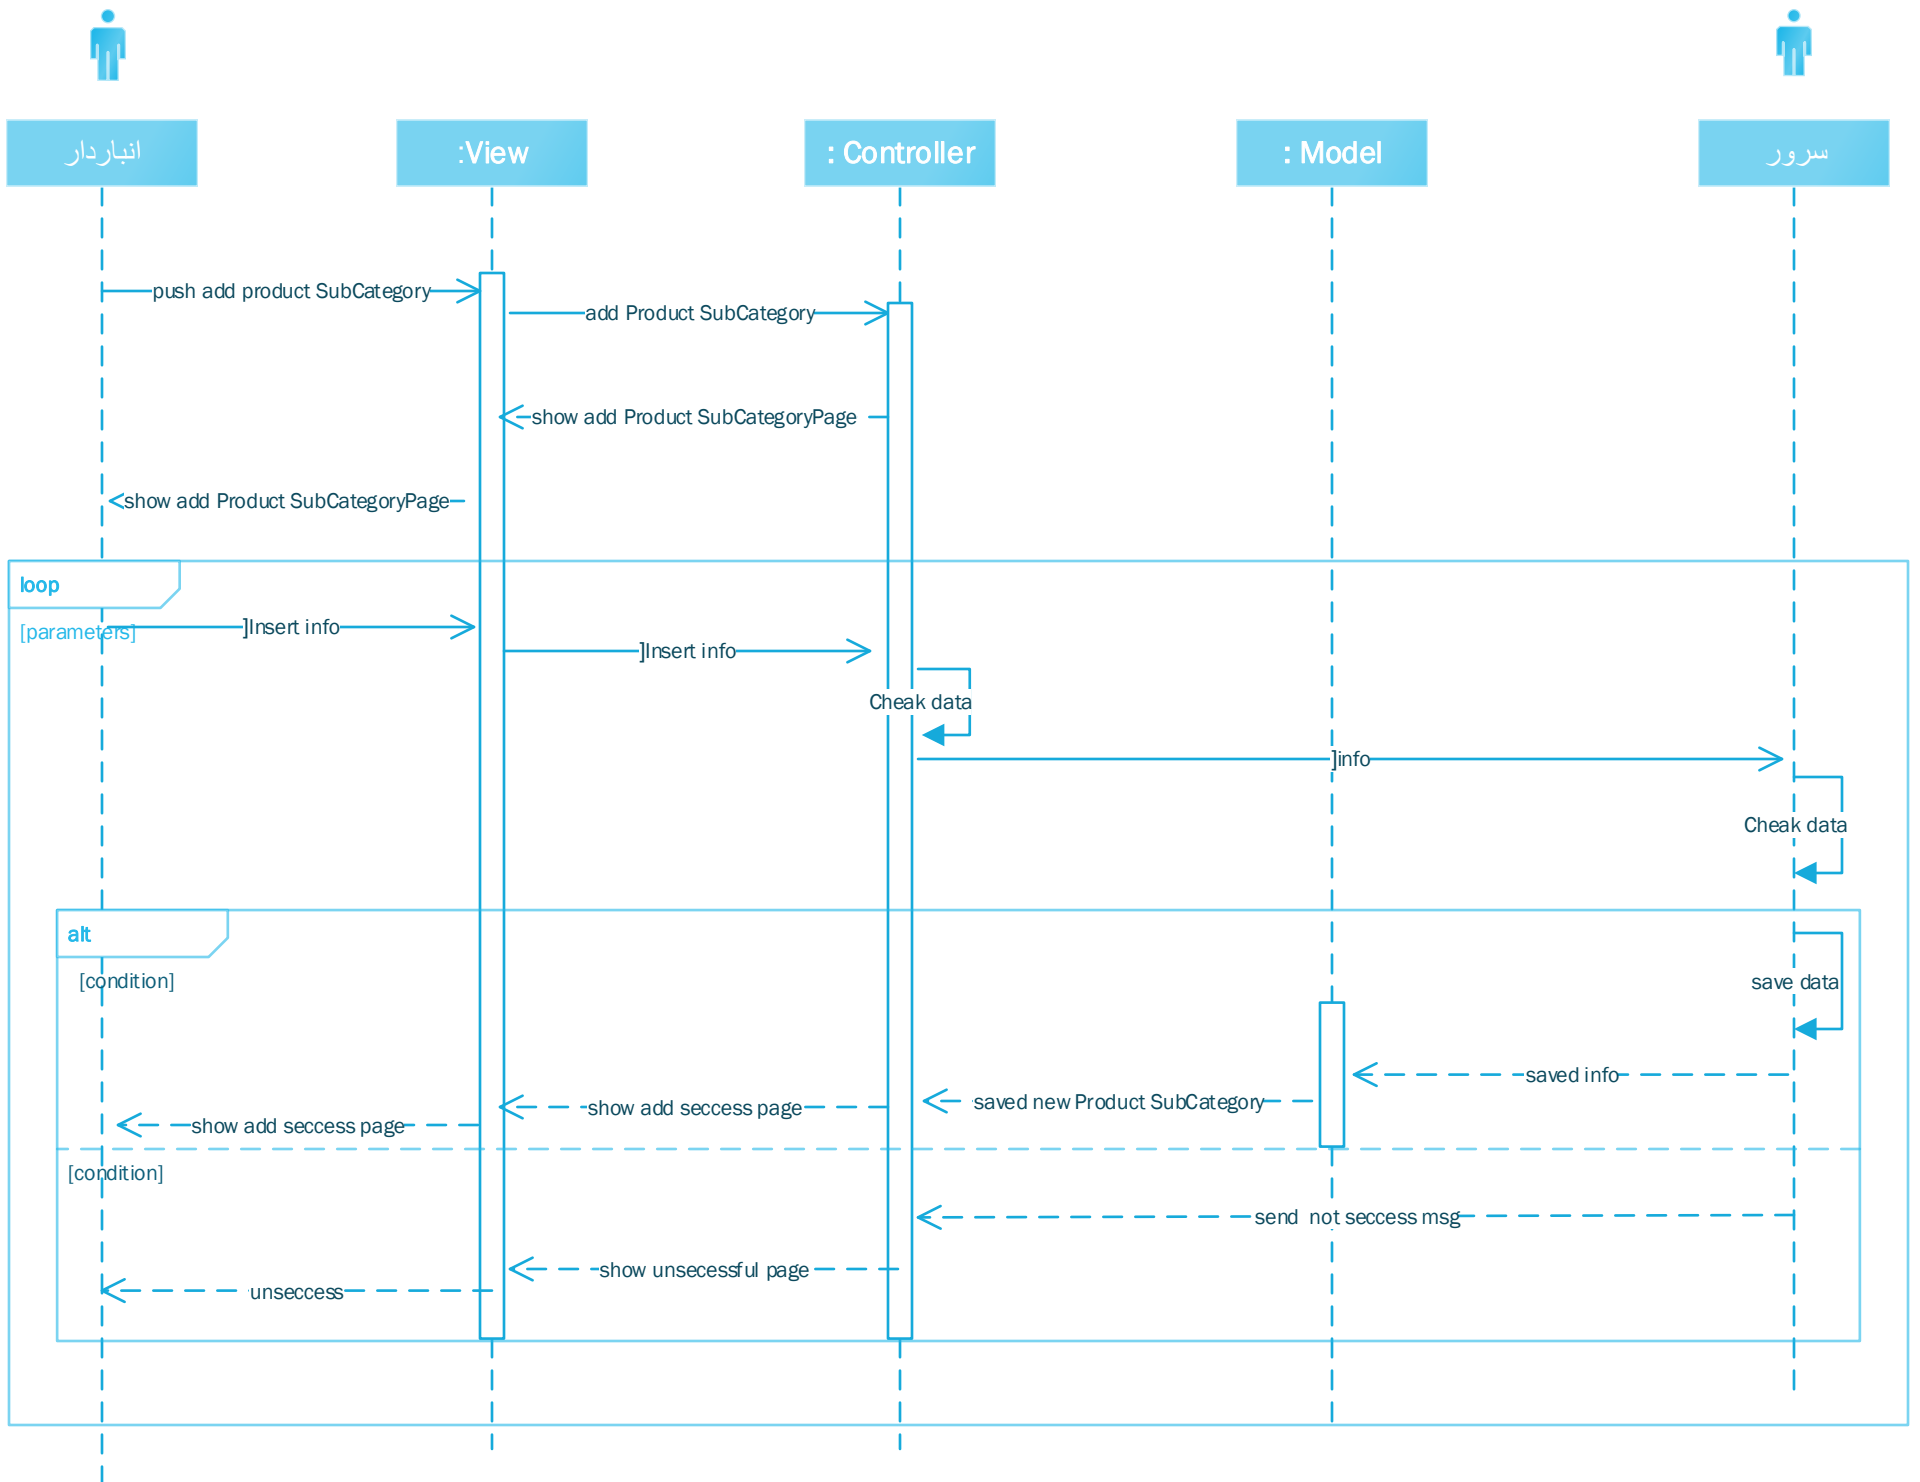 انباردار
:View
: Controller
: Model
سرور
push add product SubCategory
add Product SubCategory
show add Product SubCategoryPage
show add Product SubCategoryPage
loop
[parameters]
]Insert info
]Insert info
Cheak data
]info
Cheak data
alt
[condition]
save data
saved info
saved new Product SubCategory
show add seccess page
show add seccess page
[condition]
send not seccess msg
show unsecessful page
unseccess